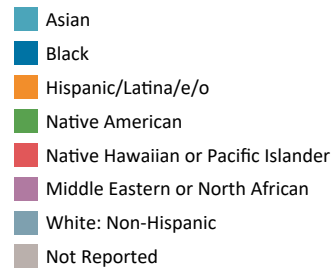 Asian
Black
Hispanic/Latina/e/o
Native American
Native Hawaiian or Pacific Islander
Middle Eastern or North African
White: Non-Hispanic
Not Reported